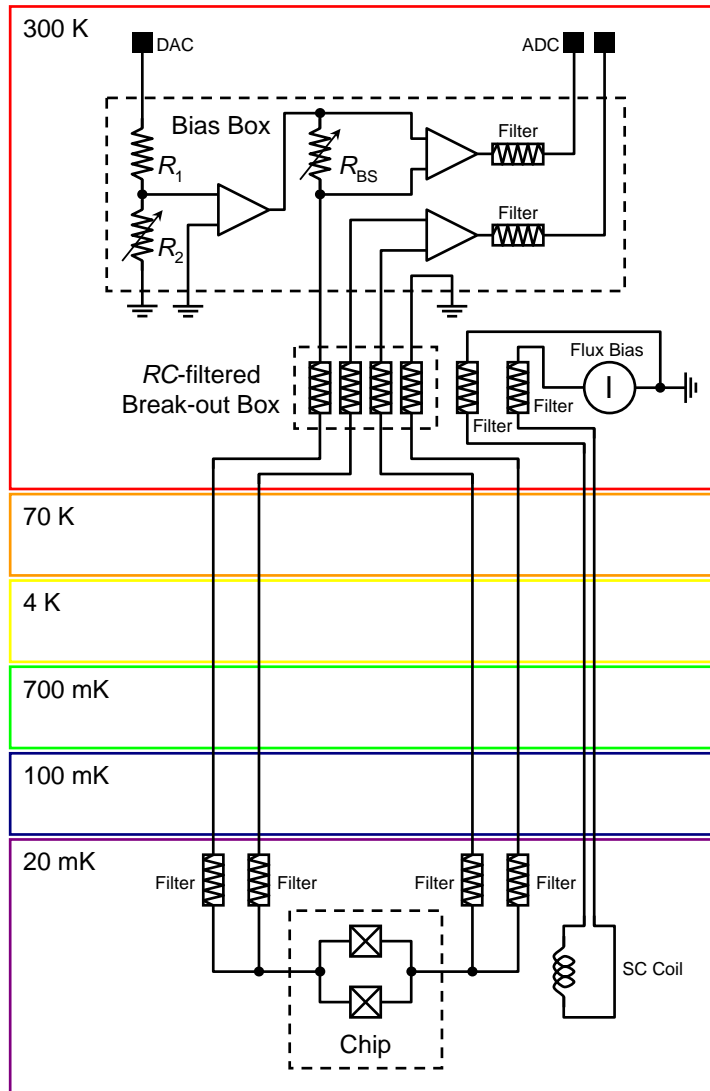 300 K
DAC
ADC
Bias Box
Filter
R1
RBS
Filter
R2
RC-filtered
Break-out Box
Flux Bias
I
Filter
Filter
70 K
4 K
700 mK
100 mK
20 mK
Filter
Filter
Filter
Filter
SC Coil
Chip